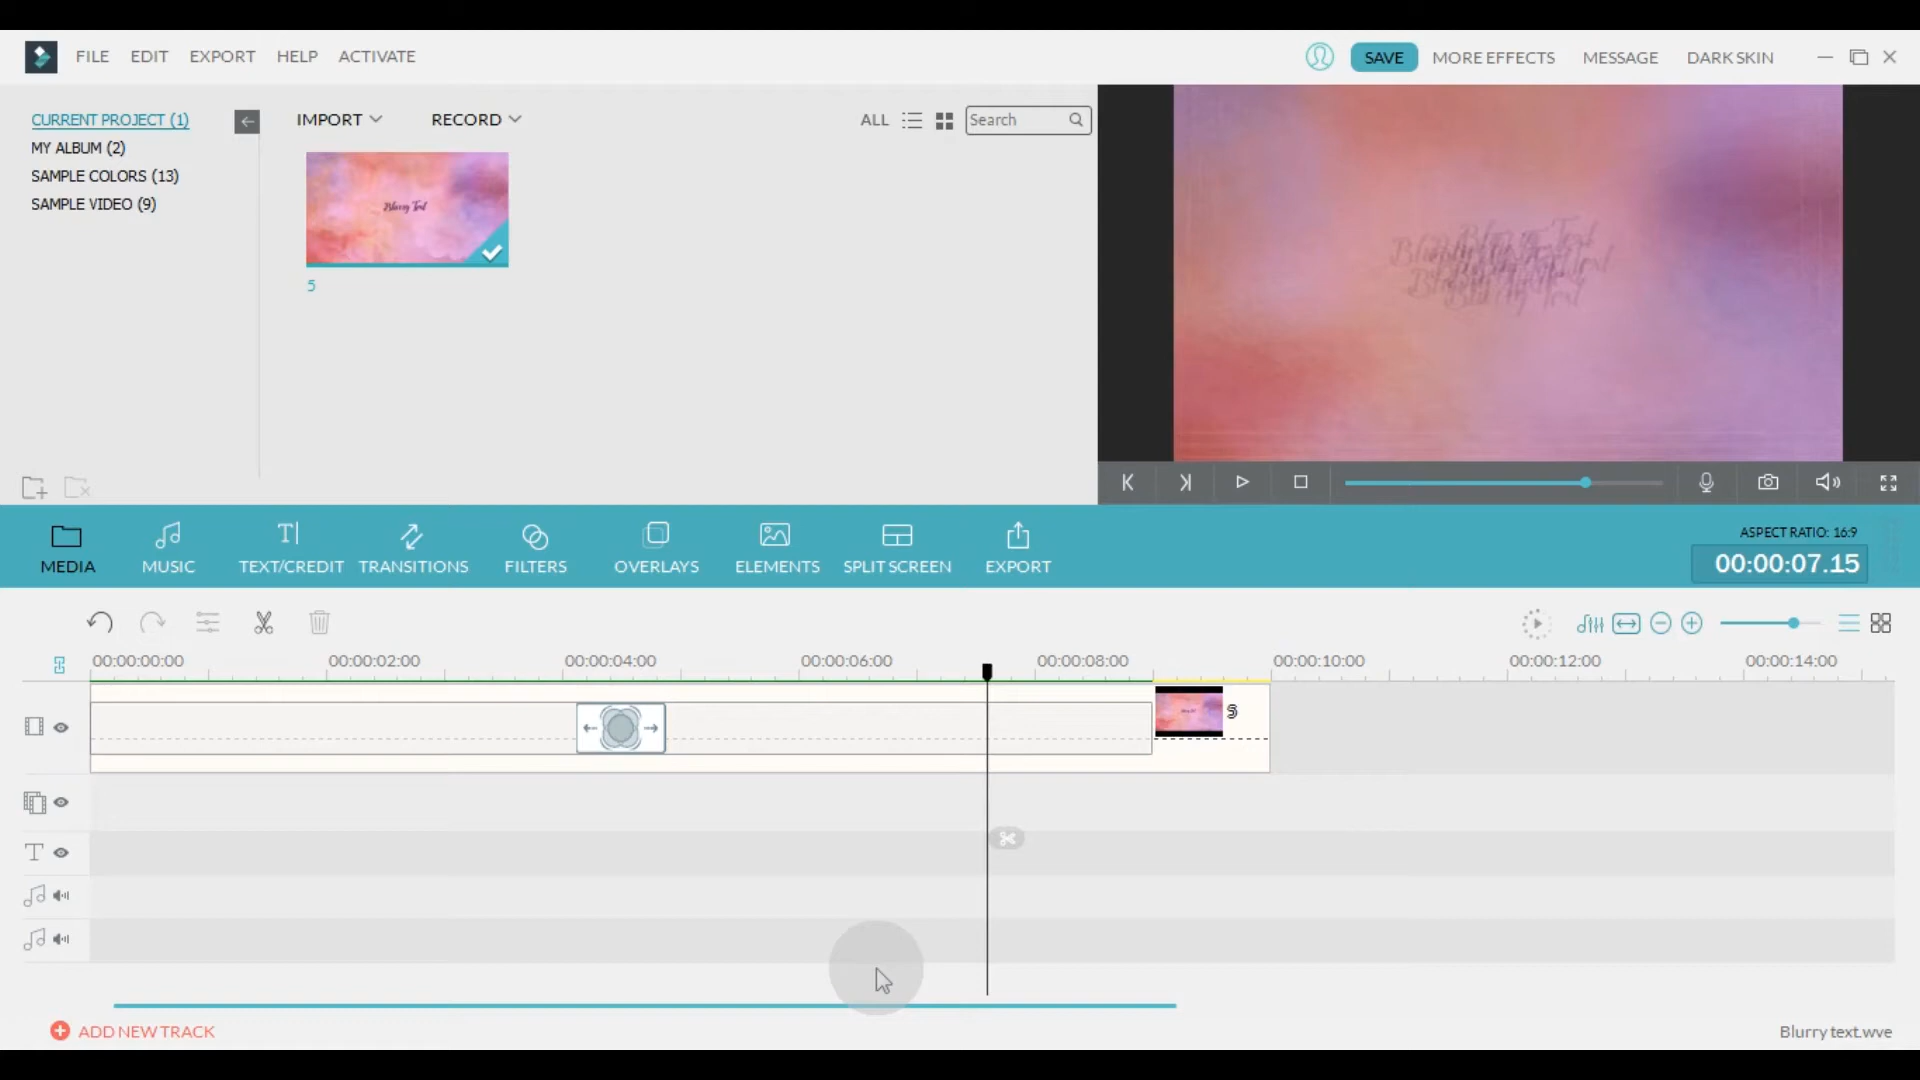 FILE EDIT EXPORT HELP ACTIVATE
SAVE MORE EFFECTS MESSAGE DARK SKIN
CURRENT PROJECT (1)
MY ALBUM (2)
SAMPLE COLORS (13)
SAMPLE VIDEO (9)
IMPORT RECORD ALL Search
Blurry Text
5
Blurry Text
MEDIA MUSIC TEXT/CREDIT TRANSITIONS FILTERS OVERLAYS ELEMENTS SPLIT SCREEN EXPORT
ASPECT RATIO: 16:9
00:00:07.15
00:00:00:00 00:00:02:00 00:00:04:00 00:00:06:00 00:00:08:00 00:00:10:00 00:00:12:00 00:00:14:00
5
ADD NEW TRACK
Blurry text.wve